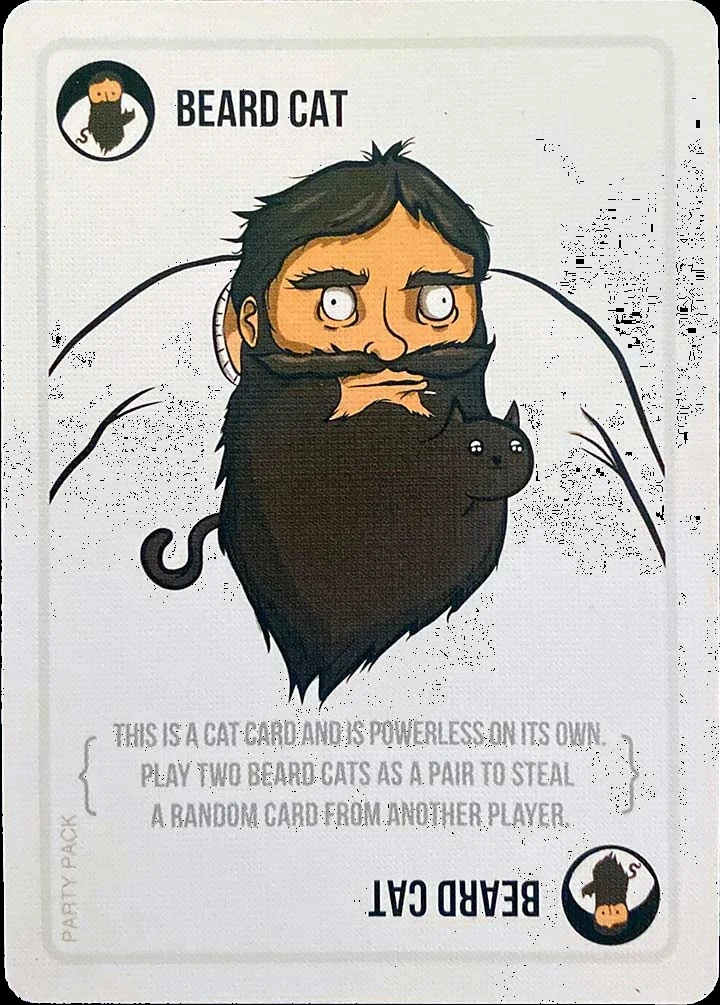 BEARD CAT
THIS IS A CAT CARD AND IS POWERLESS ON ITS OWN.
PLAY TWO BEARD CATS AS A PAIR TO STEAL
A RANDOM CARD FROM ANOTHER PLAYER.
PARTY PACK
BEARD CAT